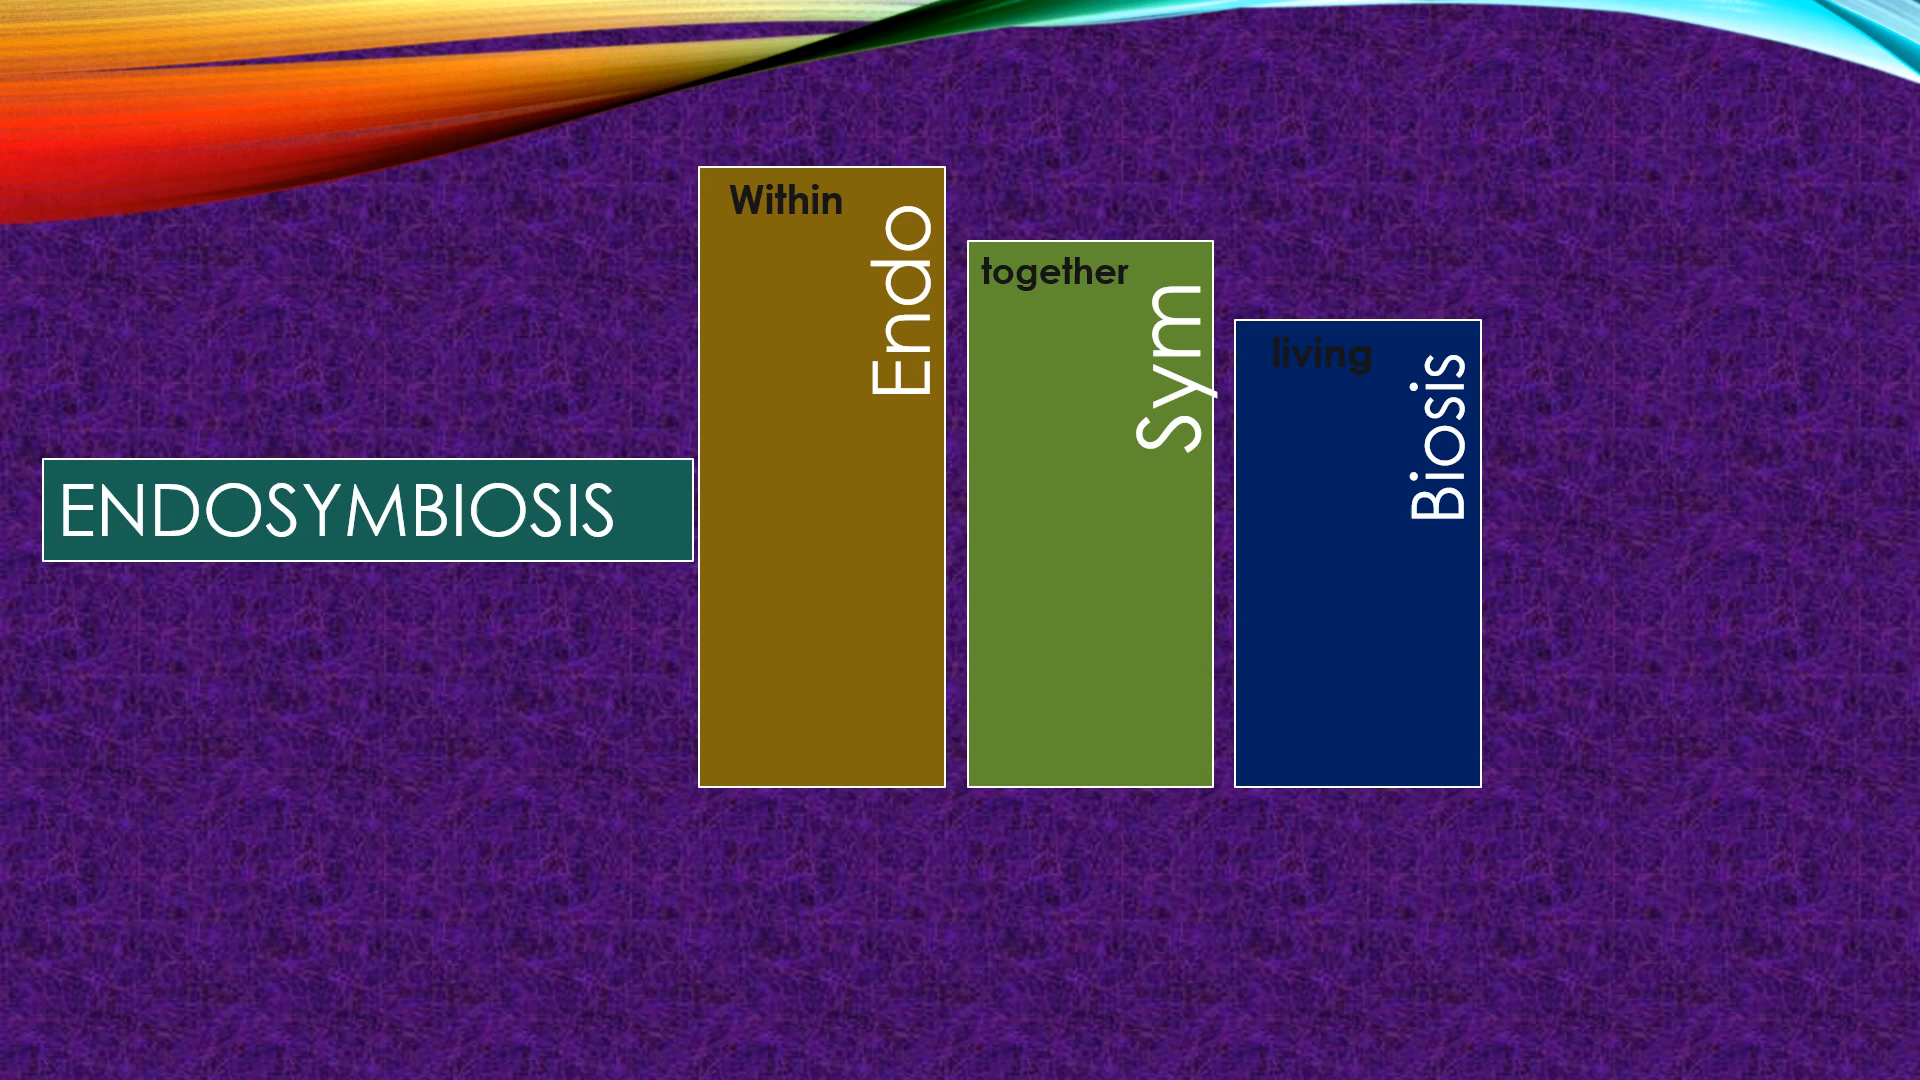 ENDOSYMBIOSIS
Within
Endo
together
Sym
living
Biosis